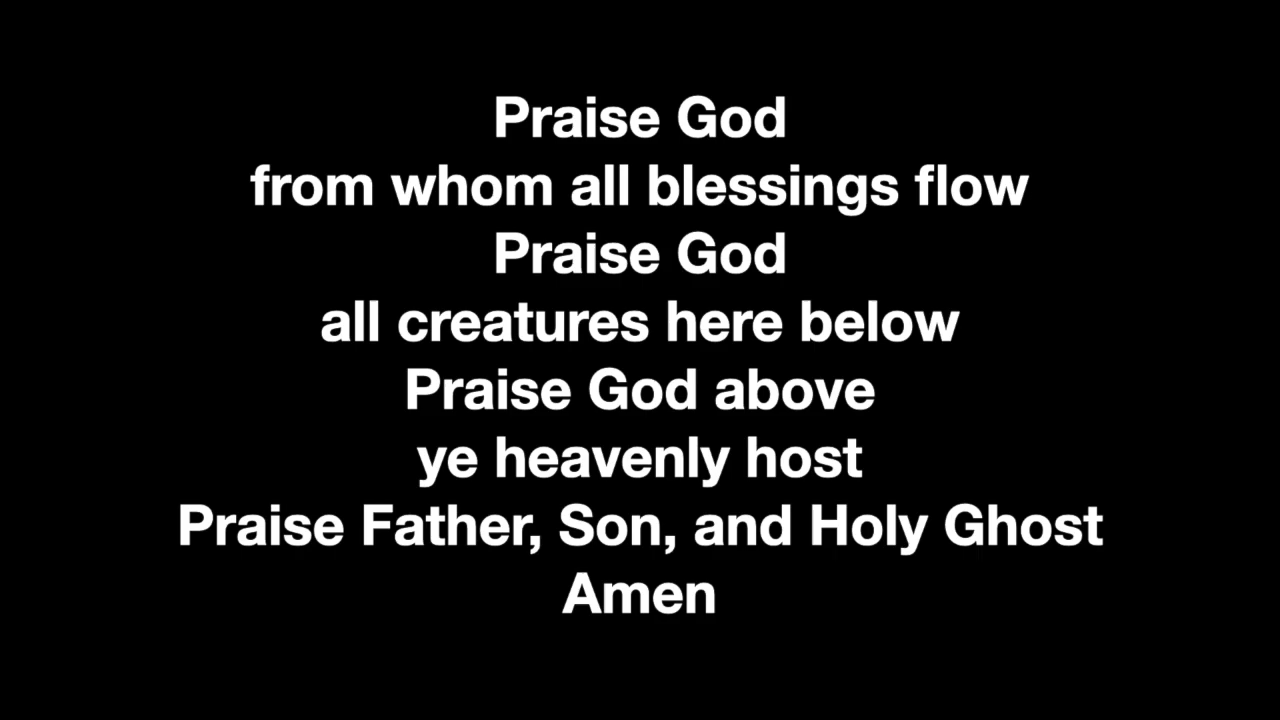 Praise God
from whom all blessings flow
Praise God
all creatures here below
Praise God above
ye heavenly host
Praise Father, Son, and Holy Ghost
Amen